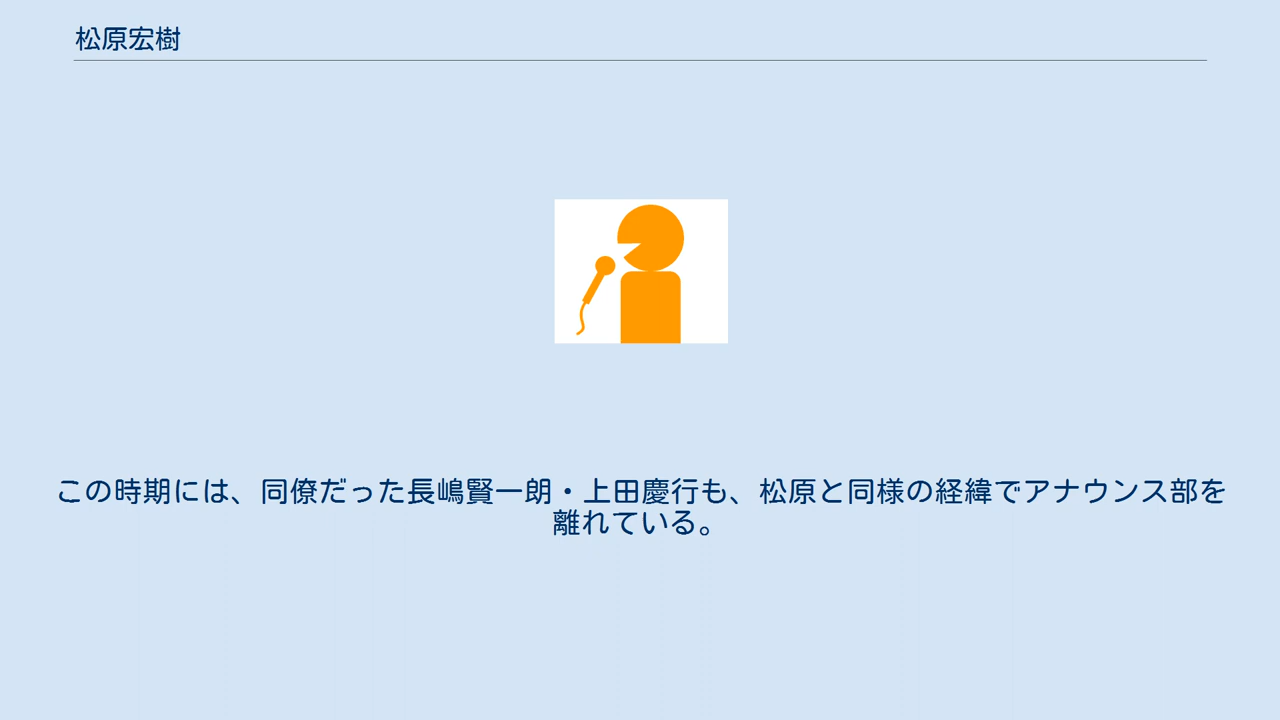 松原宏樹
この時期には、同僚だった長嶋賢一朗・上田慶行も、松原と同様の経緯でアナウンス部を
離れている。